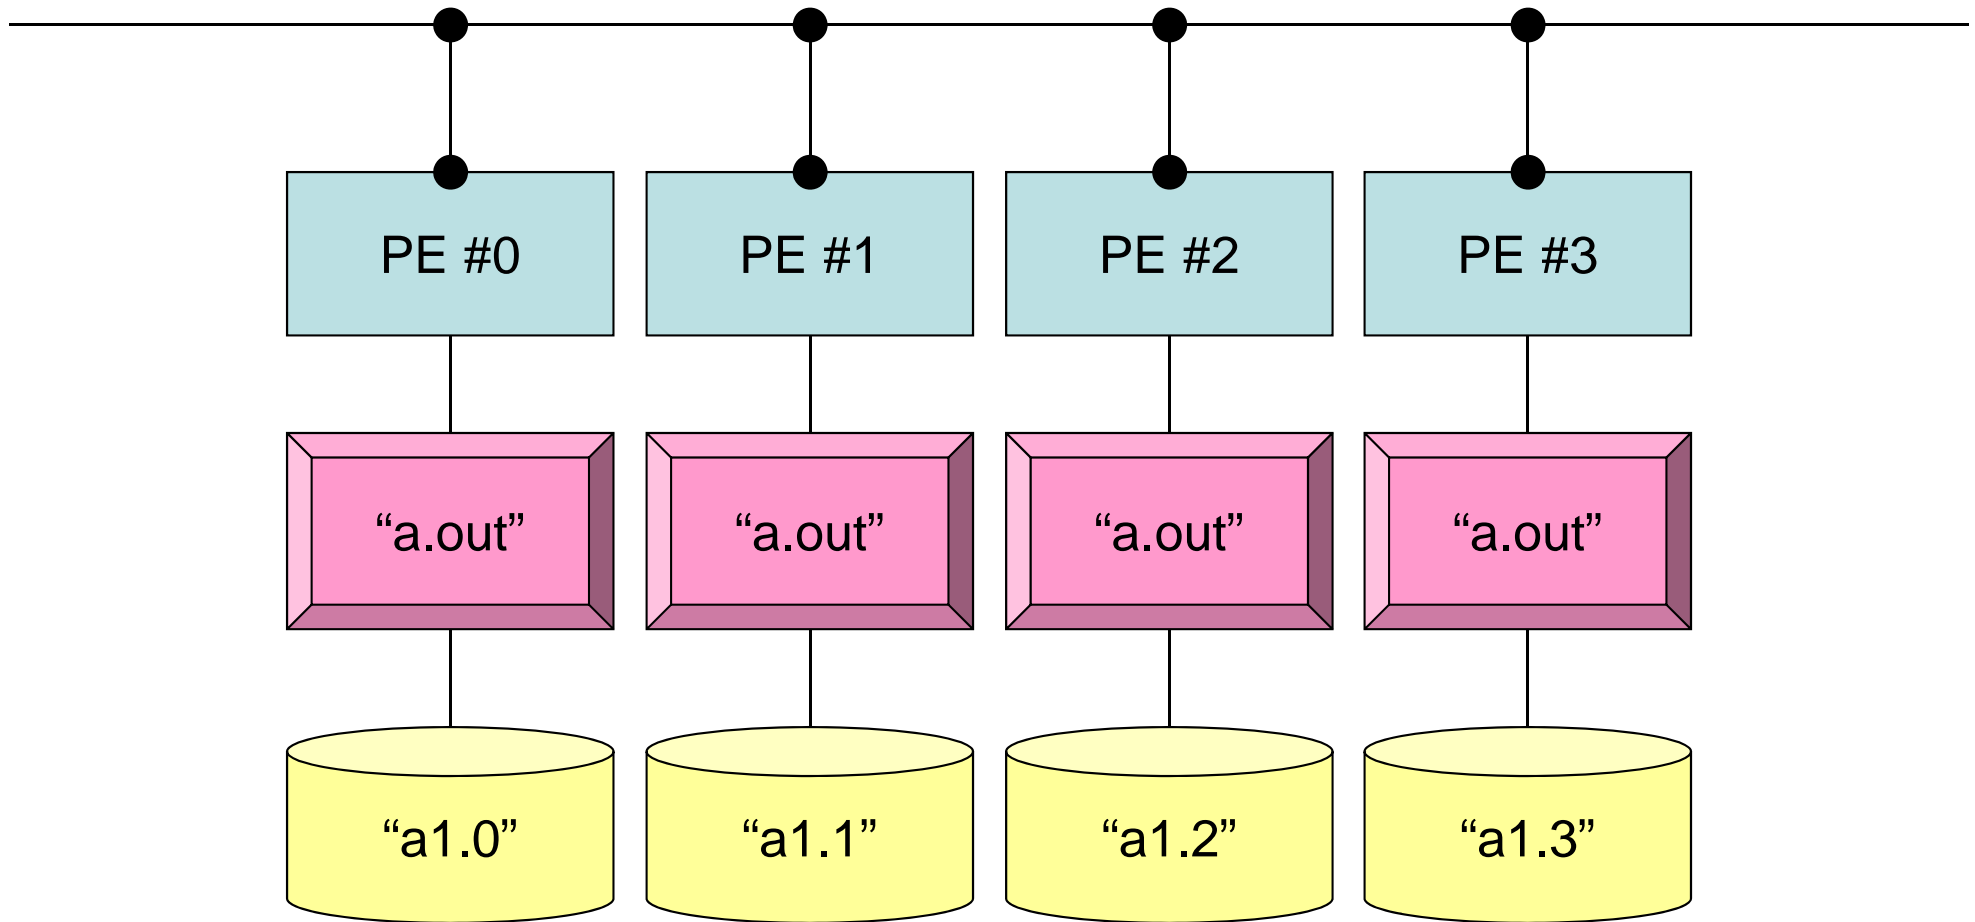 PE #0
PE #1
PE #2
PE #3
“a.out”
“a.out”
“a.out”
“a.out”
“a1.0”
“a1.1”
“a1.2”
“a1.3”